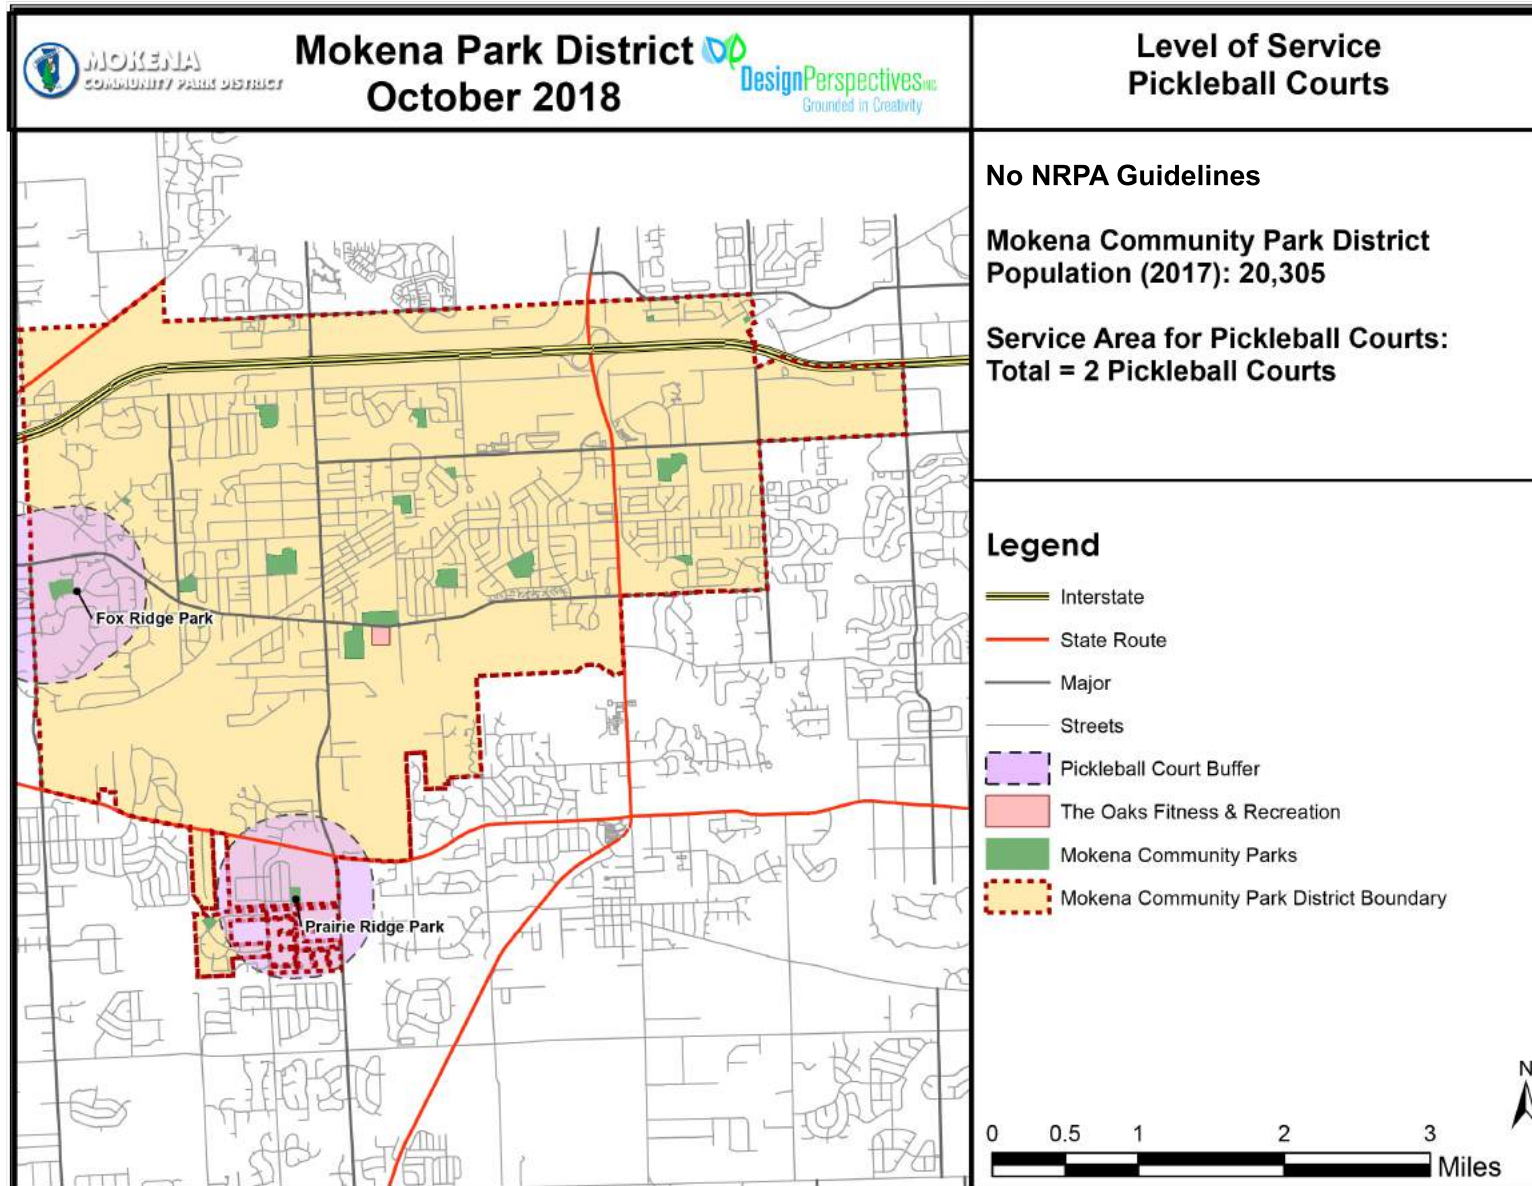 MOKENA
COMMUNITY PARK DISTRICT
Mokena Park District
October 2018
DesignPerspectives INC.
Grounded in Creativity
Level of Service
Pickleball Courts
No NRPA Guidelines
Mokena Community Park District
Population (2017): 20,305
Service Area for Pickleball Courts:
Total = 2 Pickleball Courts
Fox Ridge Park
Prairie Ridge Park
Legend
Interstate
State Route
Major
Streets
Pickleball Court Buffer
The Oaks Fitness & Recreation
Mokena Community Parks
Mokena Community Park District Boundary
N
0 0.5 1 2 3
Miles